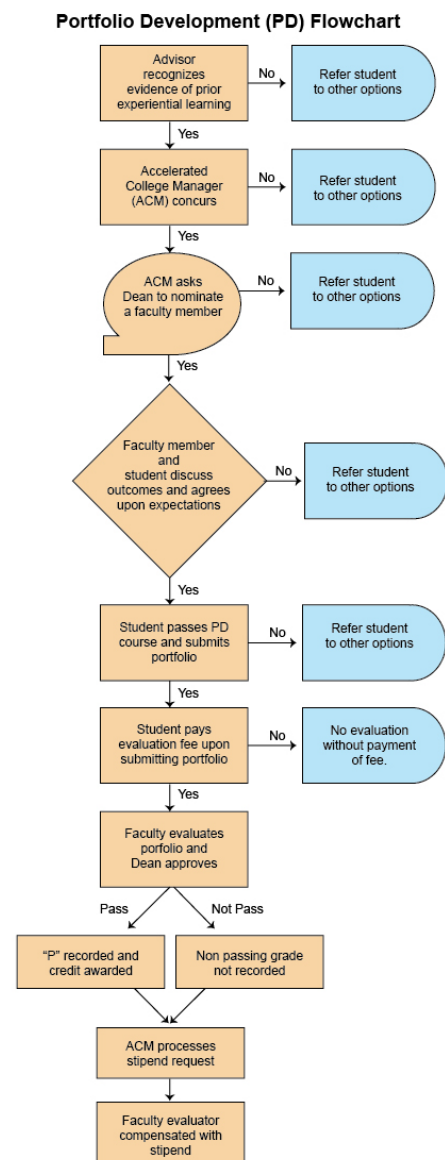 Portfolio Development (PD) Flowchart
Advisor
recognizes
evidence of prior
experiential learning
No
Refer student
to other options
Yes
Accelerated
College Manager
(ACM) concurs
No
Refer student
to other options
Yes
ACM asks
Dean to nominate
a faculty member
No
Refer student
to other options
Yes
Faculty member
and
student discuss
outcomes and agrees
upon expectations
No
Refer student
to other options
Yes
Student passes PD
course and submits
portfolio
No
Refer student
to other options
Yes
Student pays
evaluation fee upon
submitting portfolio
No
No evaluation
without payment
of fee.
Yes
Faculty evaluates
porfolio and
Dean approves
Pass
Not Pass
“P” recorded and
credit awarded
Non passing grade
not recorded
ACM processes
stipend request
Faculty evaluator
compensated with
stipend